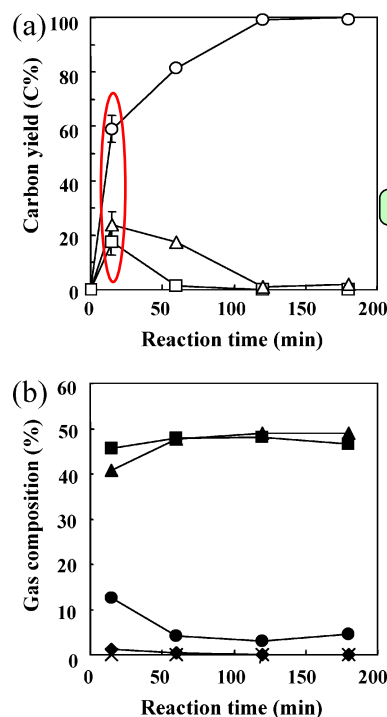 (a)
Carbon yield (C%)
100
80
60
40
20
0
0 50 100 150 200
Reaction time (min)
(b)
Gas composition (%)
60
50
40
30
20
10
0
0 50 100 150 200
Reaction time (min)